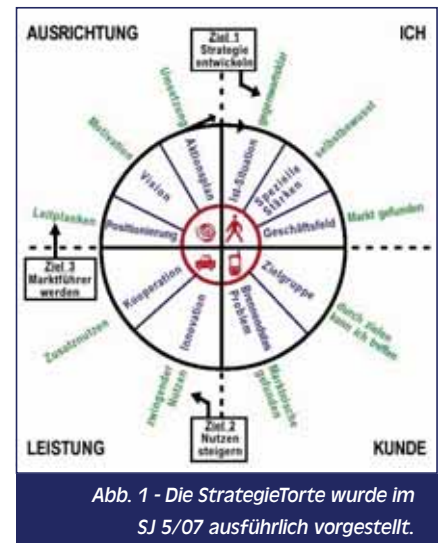 AUSRICHTUNG
ICH
Ziel 1
Strategie
entwickeln
Umsetzung
Motivation
selbstbewusst
Aktionsplan
Ist-Situation
Vision
Spezielle
Stärken
Leitplanken
Positionierung
Geschäftsfeld
Markt gefunden
Ziel 3
Marktführer
werden
Kooperation
Zielgruppe
Innovation
Brennendstes
Problem
Zusatznutzen
durch zielen
kann ich treffen
zwingender
Nutzen
Marktnische
gefunden
Ziel 2
Nutzen
steigern
LEISTUNG
KUNDE
Abb. 1 - Die StrategieTorte wurde im
SJ 5/07 ausführlich vorgestellt.